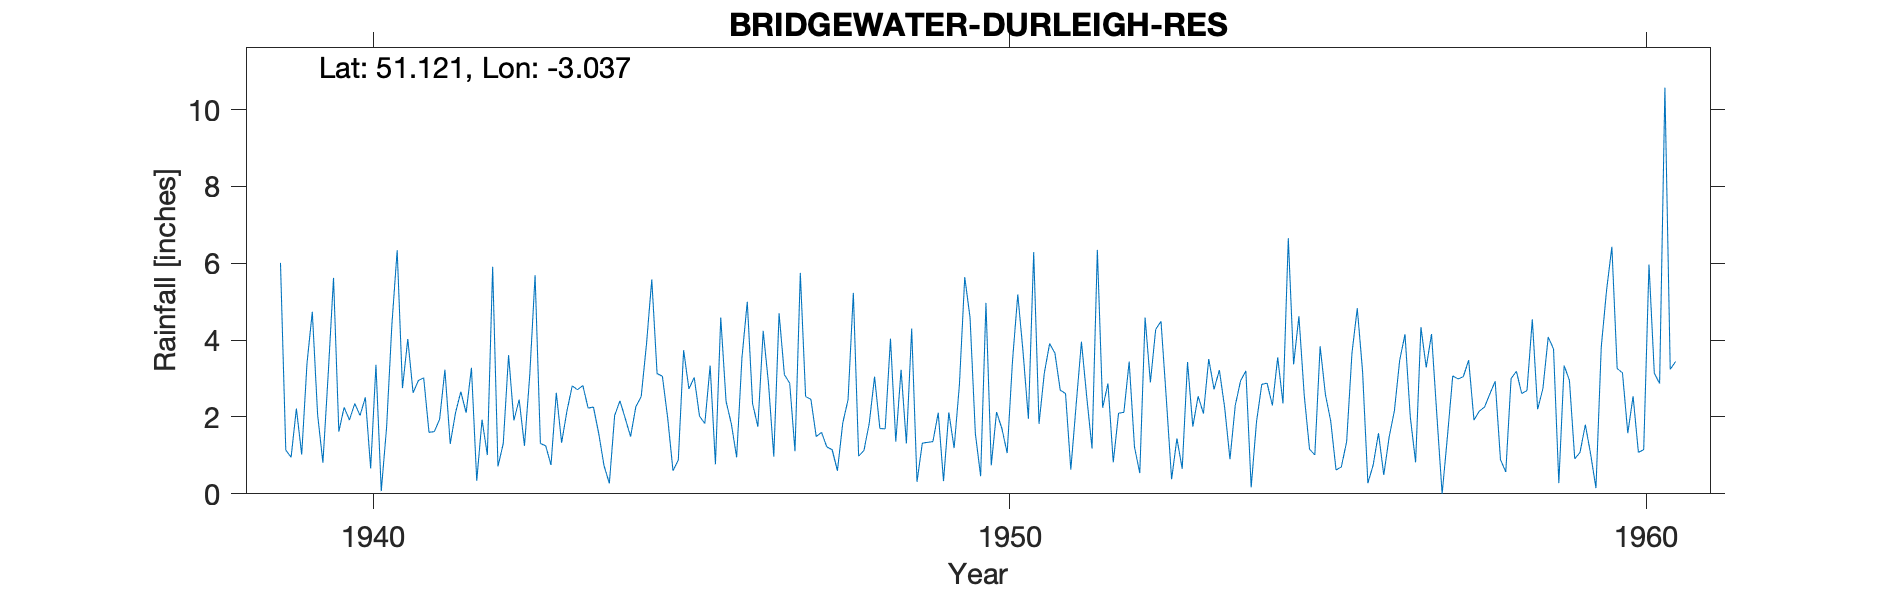 BRIDGEWATER-DURLEIGH-RES
Lat: 51.121, Lon: -3.037
10
8
6
4
2
0
Rainfall [inches]
1940
1950
1960
Year